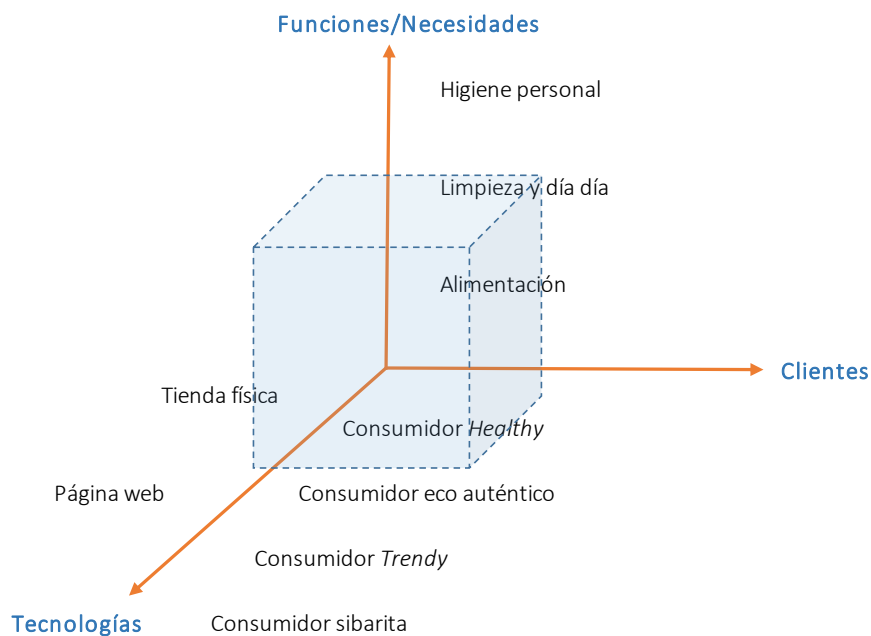 Funciones/Necesidades
Higiene personal
Limpieza y día día
Alimentación
Clientes
Tienda física
Consumidor Healthy
Página web
Consumidor eco auténtico
Consumidor Trendy
Tecnologías
Consumidor sibarita